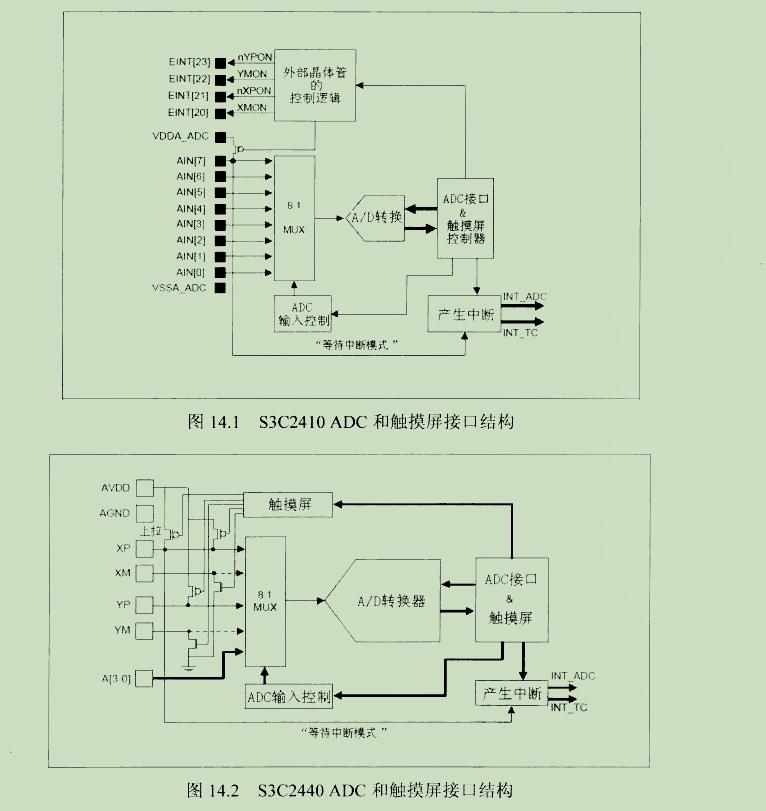 EINT[23]
nYPON
EINT[22]
YMON
EINT[21]
nXPON
EINT[20]
XMON
外部晶体管
的
控制逻辑
VDDA_ADC
AIN[7]
AIN[6]
AIN[5]
AIN[4]
AIN[3]
AIN[2]
AIN[1]
AIN[0]
VSSA_ADC
8 1
MUX
A/D转换
ADC接口
&
触摸屏
控制器
ADC
输入控制
产生中断
INT_ADC
INT_TC
“等待中断模式 ”
图 14.1 S3C2410 ADC 和触摸屏接口结构
AVDD
AGND
上拉
XP
XM
YP
YM
A[3 0]
触摸屏
8 1
MUX
A/D转换器
ADC接口
&
触摸屏
ADC输入控制
产生中断
INT_ADC
INT_TC
“等待中断模式 ”
图 14.2 S3C2440 ADC 和触摸屏接口结构